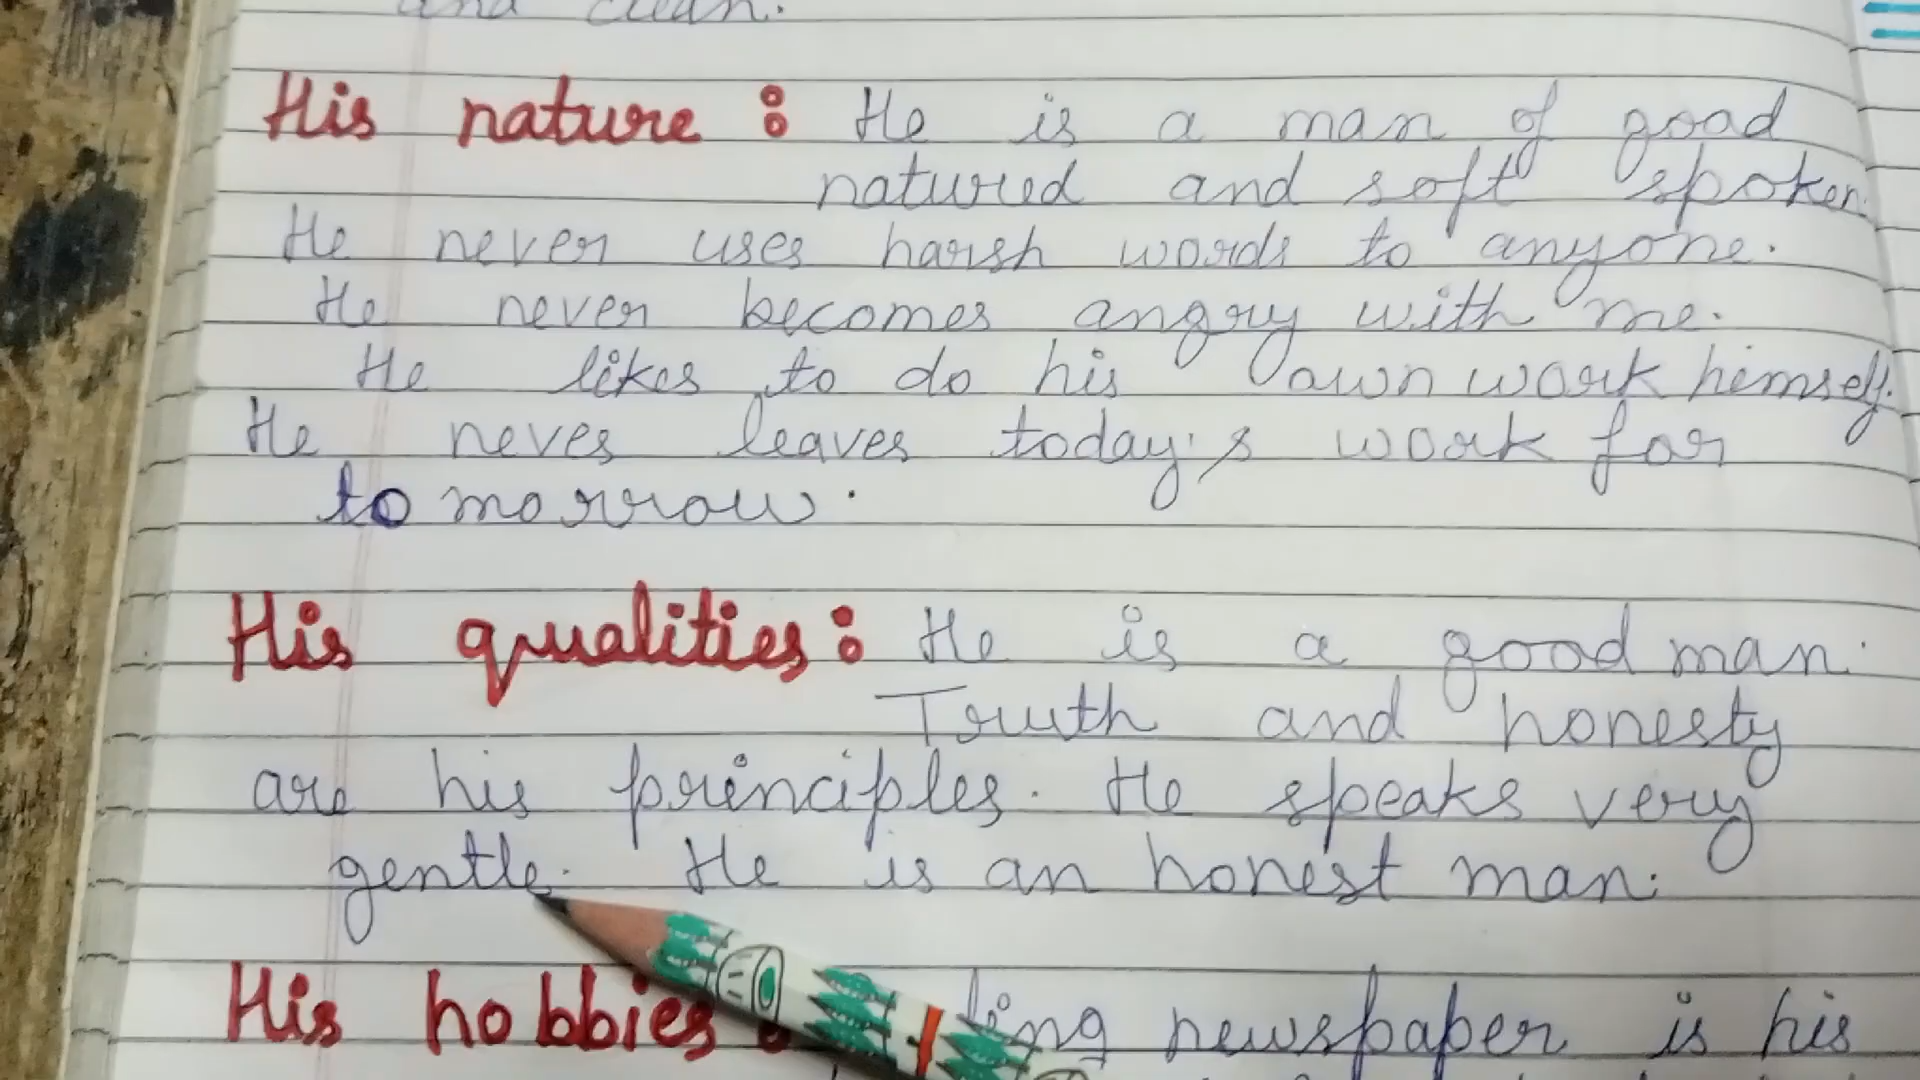 and clean.
His nature : He is a man of good
natured and soft spoken.
He never uses harsh words to anyone.
He never becomes angry with me.
He likes to do his own work himself.
He never leaves today's work for
tomorrow.
His qualities : He is a good man.
Truth and honesty
are his principles. He speaks very
gentle. He is an honest man.
His hobbies : newspaper is his